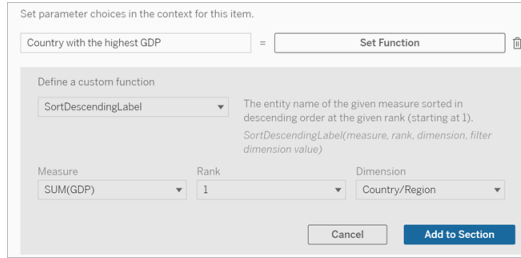 Set parameter choices in the context for this item.
Country with the highest GDP = Set Function
Define a custom function
SortDescendingLabel
The entity name of the given measure sorted in
descending order at the given rank (starting at 1).
SortDescendingLabel(measure, rank, dimension, filter
dimension value)
Measure Rank Dimension
SUM(GDP) 1 Country/Region
Cancel Add to Section